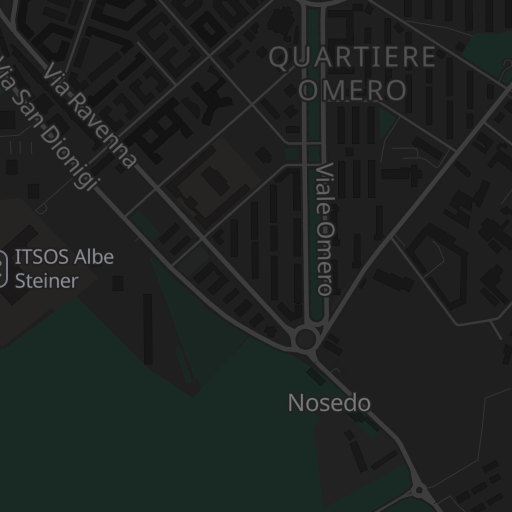 QUARTIERE
OMERO
Via Ravenna
Via San Dionigi
Viale Omero
ITSOS Albe
Steiner
Nosedo